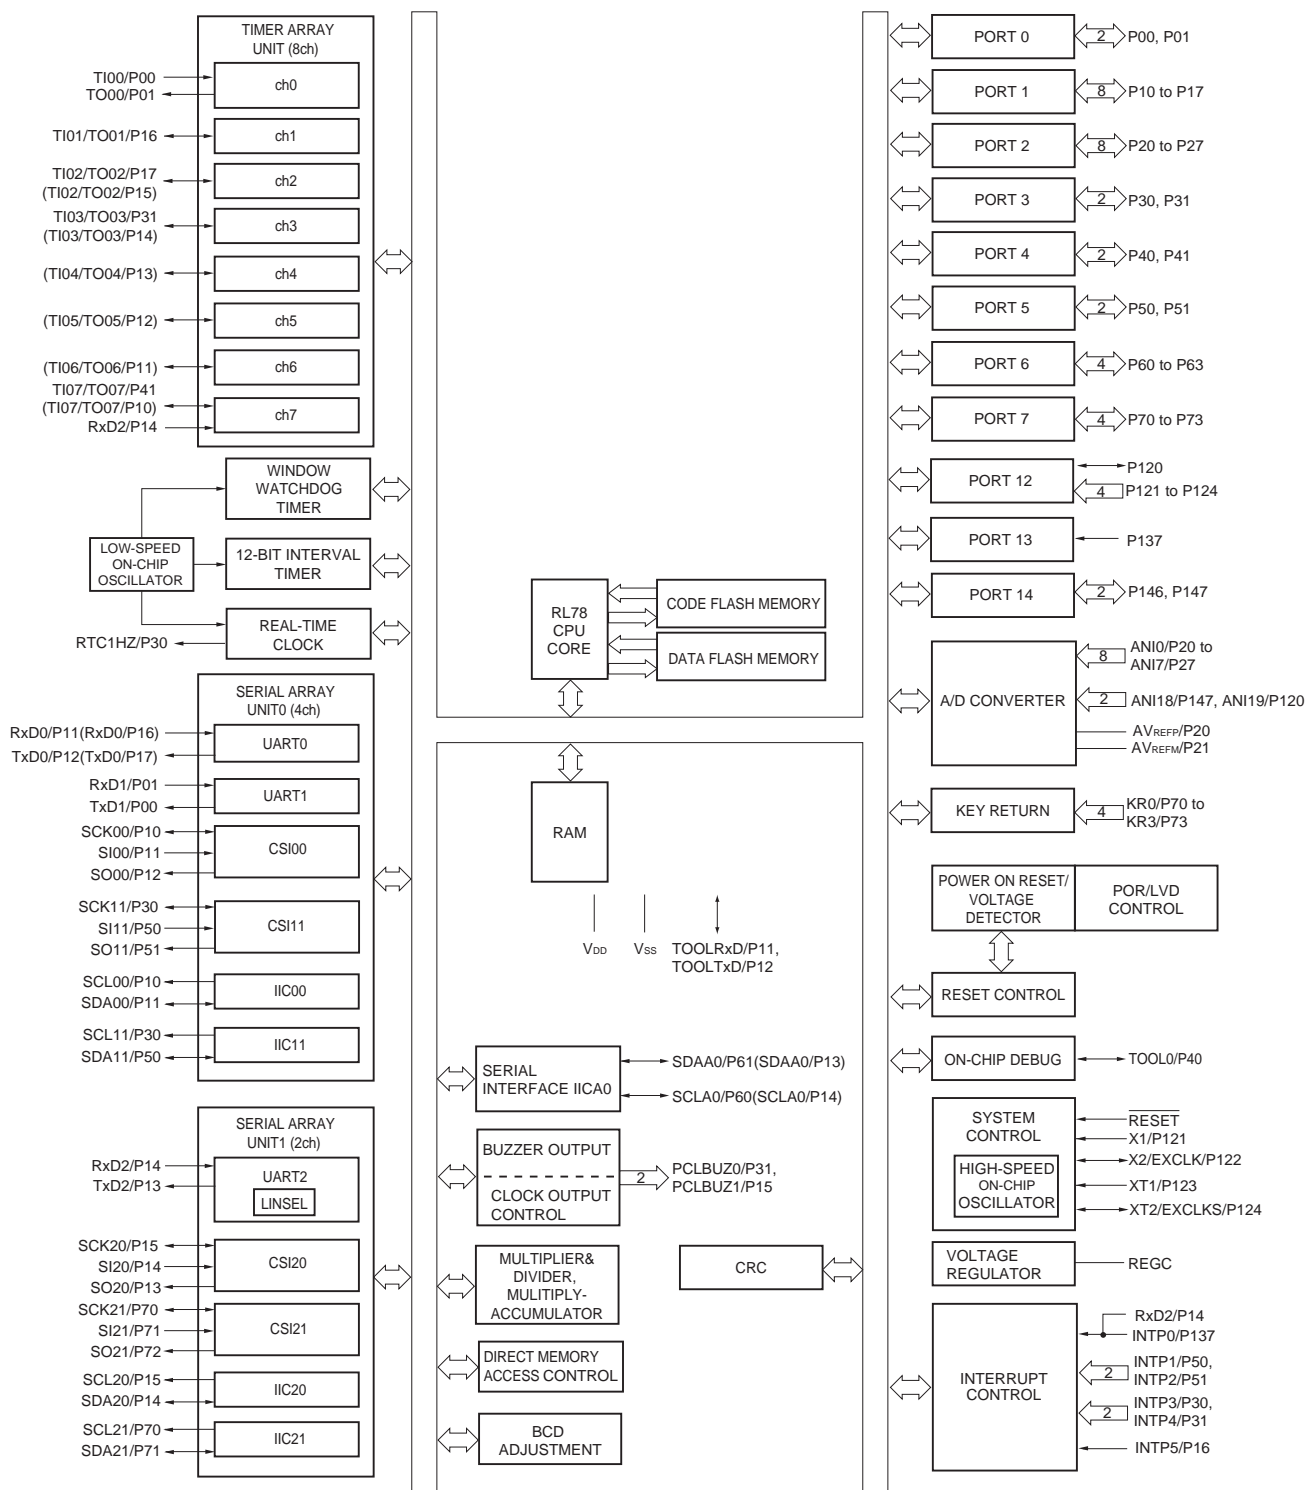 TIMER ARRAY
UNIT (8ch)
TI00/P00
TO00/P01
ch0
TI01/TO01/P16
ch1
TI02/TO02/P17
(TI02/TO02/P15)
ch2
TI03/TO03/P31
(TI03/TO03/P14)
ch3
(TI04/TO04/P13)
ch4
(TI05/TO05/P12)
ch5
(TI06/TO06/P11)
ch6
TI07/TO07/P41
(TI07/TO07/P10)
RxD2/P14
ch7
WINDOW
WATCHDOG
TIMER
LOW-SPEED
ON-CHIP
OSCILLATOR
12-BIT INTERVAL
TIMER
REAL-TIME
CLOCK
RTC1HZ/P30
SERIAL ARRAY
UNIT0 (4ch)
RxD0/P11(RxD0/P16)
TxD0/P12(TxD0/P17)
UART0
RxD1/P01
TxD1/P00
UART1
SCK00/P10
SI00/P11
SO00/P12
CSI00
SCK11/P30
SI11/P50
SO11/P51
CSI11
SCL00/P10
SDA00/P11
IIC00
SCL11/P30
SDA11/P50
IIC11
SERIAL ARRAY
UNIT1 (2ch)
RxD2/P14
TxD2/P13
UART2
LINSEL
SCK20/P15
SI20/P14
SO20/P13
CSI20
SCK21/P70
SI21/P71
SO21/P72
CSI21
SCL20/P15
SDA20/P14
IIC20
SCL21/P70
SDA21/P71
IIC21
RL78
CPU
CORE
CODE FLASH MEMORY
DATA FLASH MEMORY
RAM
VDD
VSS
TOOLRxD/P11,
TOOLTxD/P12
SERIAL
INTERFACE IICA0
SDAA0/P61(SDAA0/P13)
SCLA0/P60(SCLA0/P14)
BUZZER OUTPUT
CLOCK OUTPUT
CONTROL
2
PCLBUZ0/P31,
PCLBUZ1/P15
MULTIPLIER&
DIVIDER,
MULITIPLY-
ACCUMULATOR
CRC
DIRECT MEMORY
ACCESS CONTROL
BCD
ADJUSTMENT
PORT 0
2
P00, P01
PORT 1
8
P10 to P17
PORT 2
8
P20 to P27
PORT 3
2
P30, P31
PORT 4
2
P40, P41
PORT 5
2
P50, P51
PORT 6
4
P60 to P63
PORT 7
4
P70 to P73
PORT 12
P120
4
P121 to P124
PORT 13
P137
PORT 14
2
P146, P147
A/D CONVERTER
8
ANI0/P20 to
ANI7/P27
2
ANI18/P147, ANI19/P120
AVREFP/P20
AVREFM/P21
KEY RETURN
4
KR0/P70 to
KR3/P73
POWER ON RESET/
VOLTAGE
DETECTOR
POR/LVD
CONTROL
RESET CONTROL
ON-CHIP DEBUG
TOOL0/P40
SYSTEM
CONTROL
HIGH-SPEED
ON-CHIP
OSCILLATOR
RESET
X1/P121
X2/EXCLK/P122
XT1/P123
XT2/EXCLKS/P124
VOLTAGE
REGULATOR
REGC
INTERRUPT
CONTROL
RxD2/P14
INTP0/P137
2
INTP1/P50,
INTP2/P51
2
INTP3/P30,
INTP4/P31
INTP5/P16